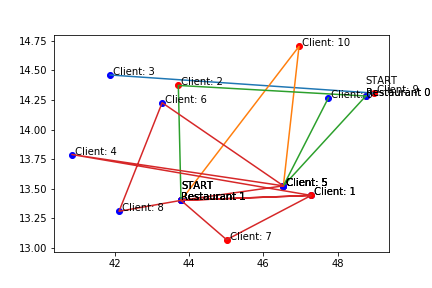 14.75
14.50
14.25
14.00
13.75
13.50
13.25
13.00
42
44
46
48
Client: 10
Client: 3
Client: 2
START
Client: 9
Restaurant 0
Client:
Client: 6
Client: 4
Client: 5
START
Restaurant 1
Client: 1
Client: 8
Client: 7